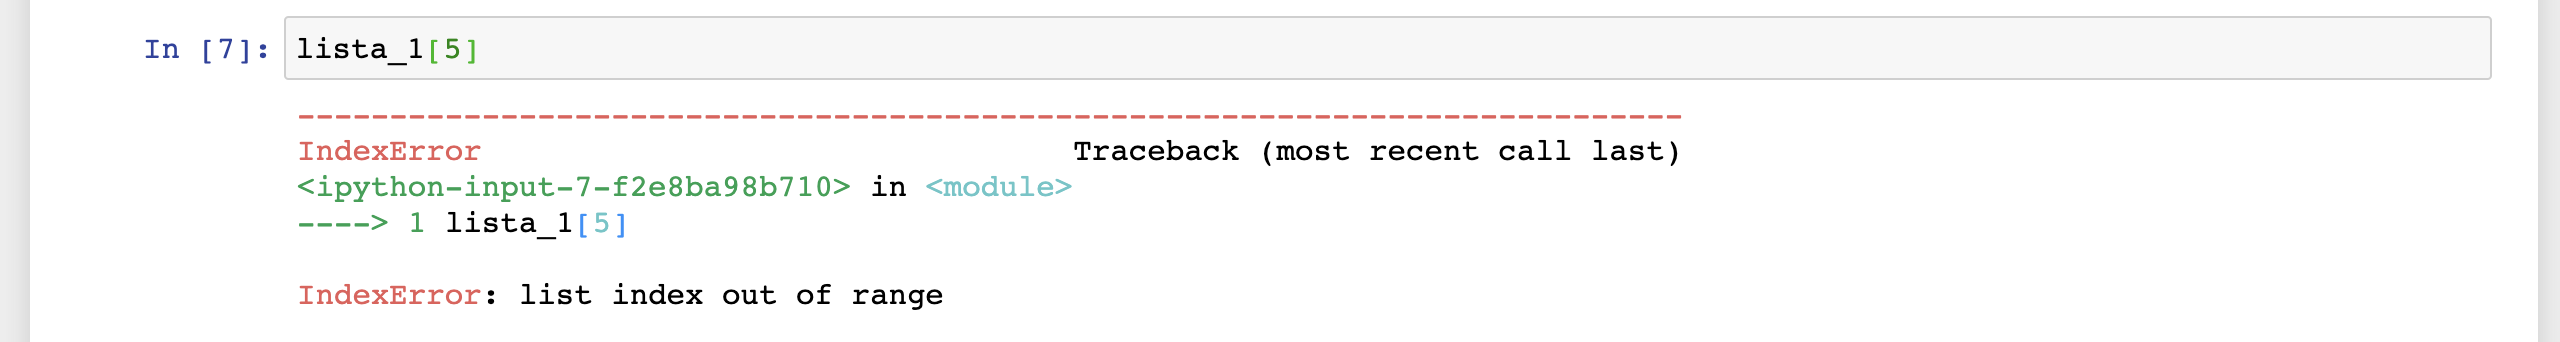 In [7]: lista_1[5]
---------------------------------------------------------------------------
IndexError                                Traceback (most recent call last)
<ipython-input-7-f2e8ba98b710> in <module>
----> 1 lista_1[5]
IndexError: list index out of range